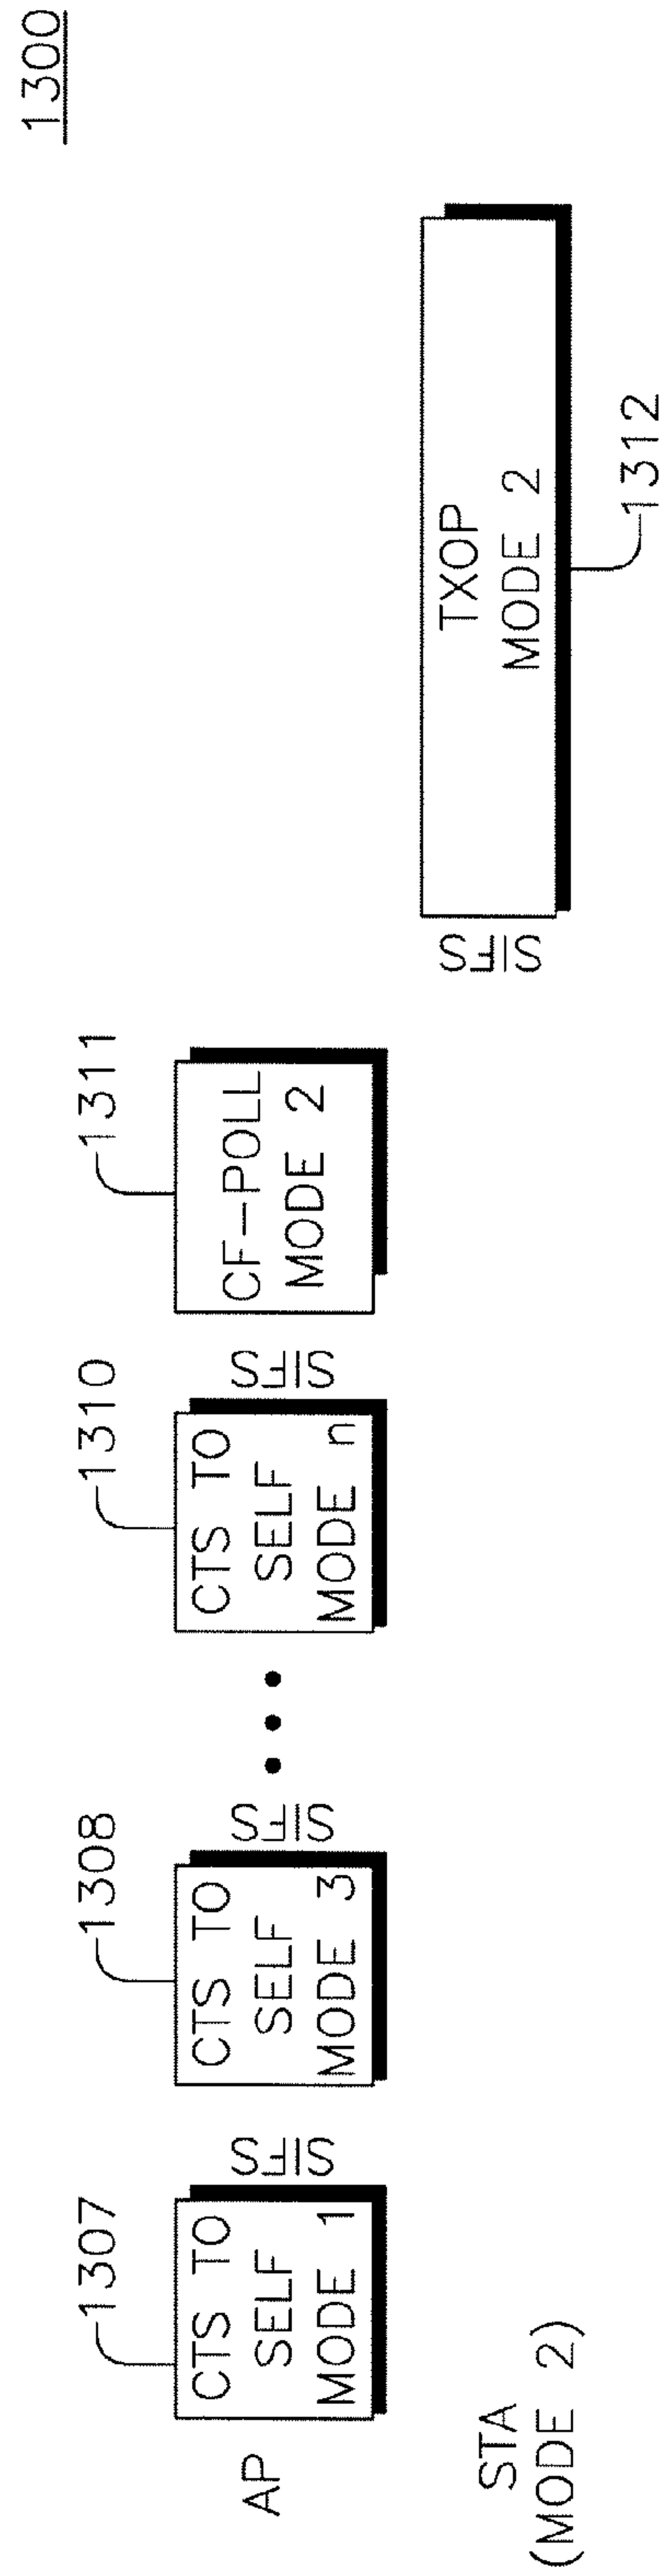 1300
1307
1308
1310
1311
AP
CTS TO
SELF
MODE 1
SIFS
CTS TO
SELF
MODE 3
SIFS
CTS TO
SELF
MODE n
SIFS
CF-POLL
MODE 2
STA
(MODE 2)
SIFS
TXOP
MODE 2
1312